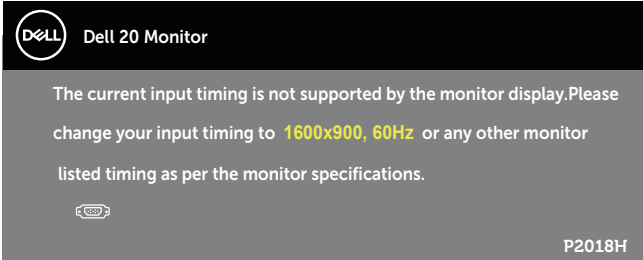 DELL Dell 20 Monitor
The current input timing is not supported by the monitor display.Please
change your input timing to 1600x900, 60Hz or any other monitor
listed timing as per the monitor specifications.
P2018H